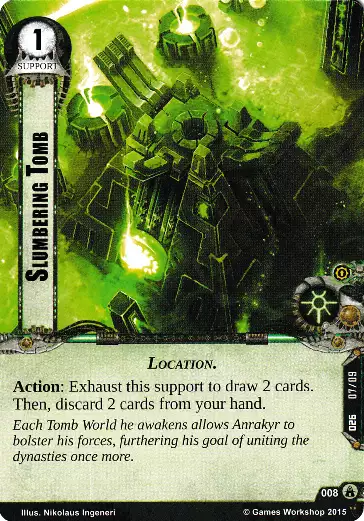 1
SUPPORT
SLUMBERING TOMB
LOCATION.
Action: Exhaust this support to draw 2 cards.
Then, discard 2 cards from your hand.
Each Tomb World he awakens allows Anrakyr to
bolster his forces, furthering his goal of uniting the
dynasties once more.
026 07/09
008
Illus. Nikolaus Ingeneri
© Games Workshop 2015